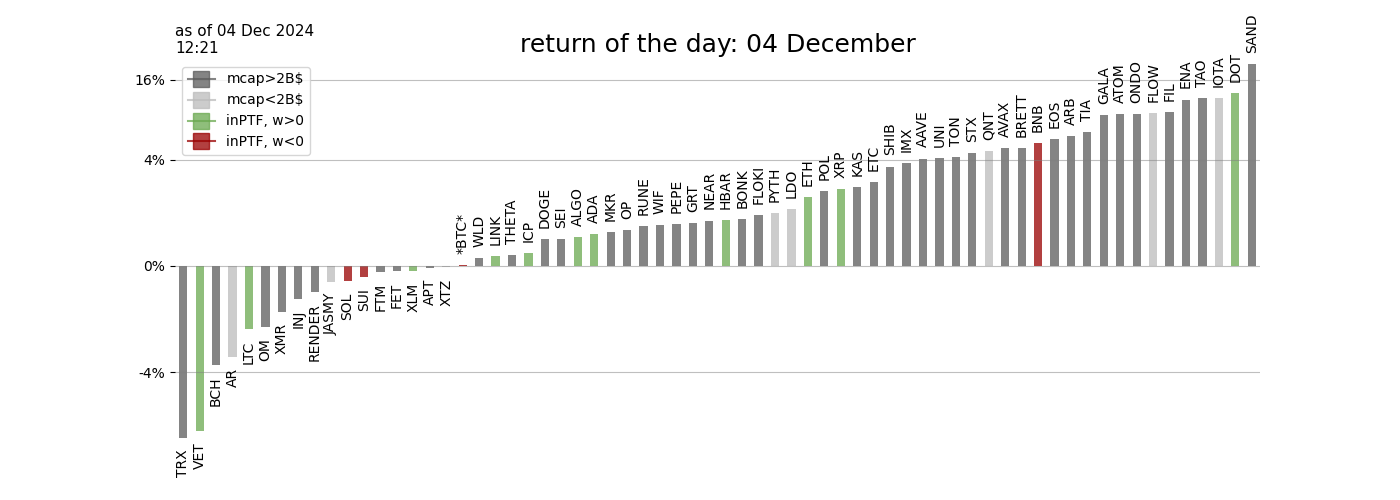 as of 04 Dec 2024
12:21
return of the day: 04 December
mcap>2B$
mcap<2B$
inPTF, w>0
inPTF, w<0
16%
4%
0%
-4%
TRX
VET
BCH
AR
LTC
OM
XMR
INJ
RENDER
JASMY
SOL
SUI
FTM
FET
XLM
APT
XTZ
*BTC*
WLD
LINK
THETA
ICP
DOGE
SEI
ALGO
ADA
MKR
OP
RUNE
WIF
PEPE
GRT
NEAR
HBAR
BONK
FLOKI
PYTH
LDO
ETH
POL
XRP
KAS
ETC
SHIB
IMX
AAVE
UNI
TON
STX
QNT
AVAX
BRETT
BNB
EOS
ARB
TIA
GALA
ATOM
ONDO
FLOW
FIL
ENA
TAO
IOTA
DOT
SAND